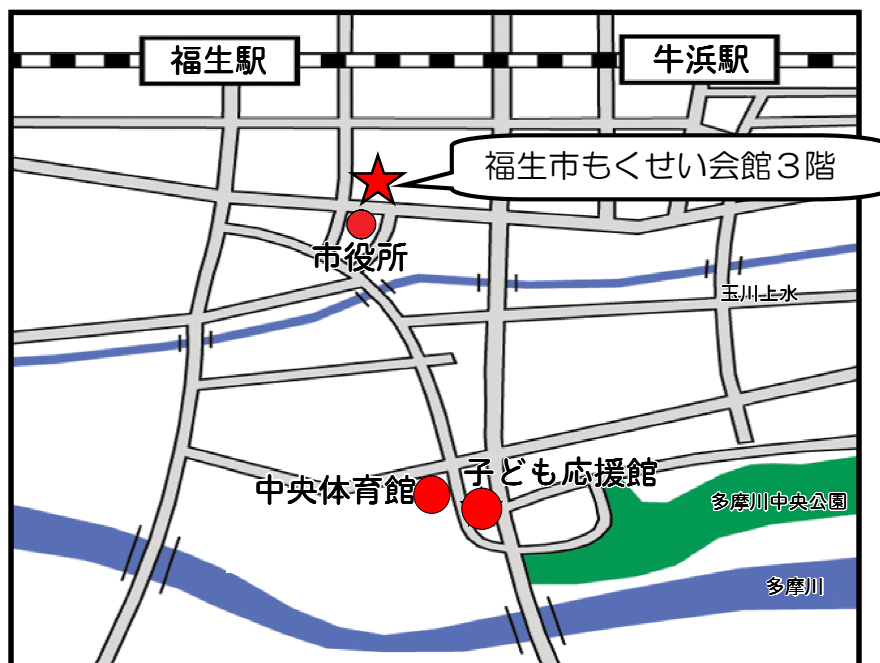 福生駅
牛浜駅
福生市もくせい会館３階
市役所
玉川上水
子ども応援館
中央体育館
多摩川中央公園
多摩川